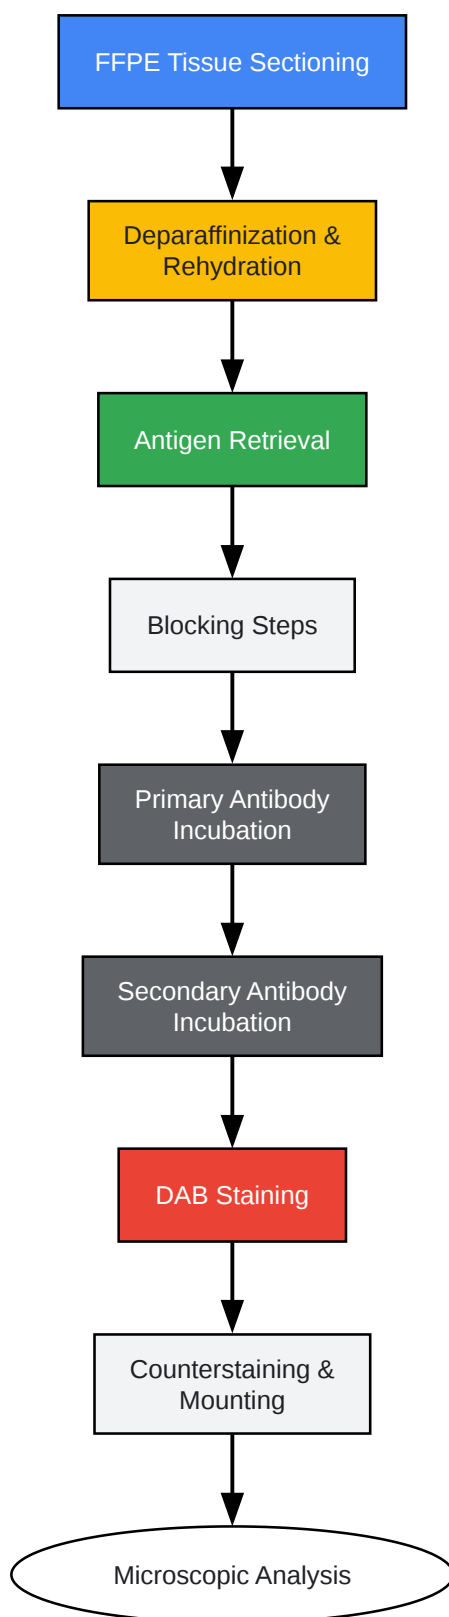 FFPE Tissue Sectioning
Deparaffinization &
Rehydration
Antigen Retrieval
Blocking Steps
Primary Antibody
Incubation
Secondary Antibody
Incubation
DAB Staining
Counterstaining &
Mounting
Microscopic Analysis